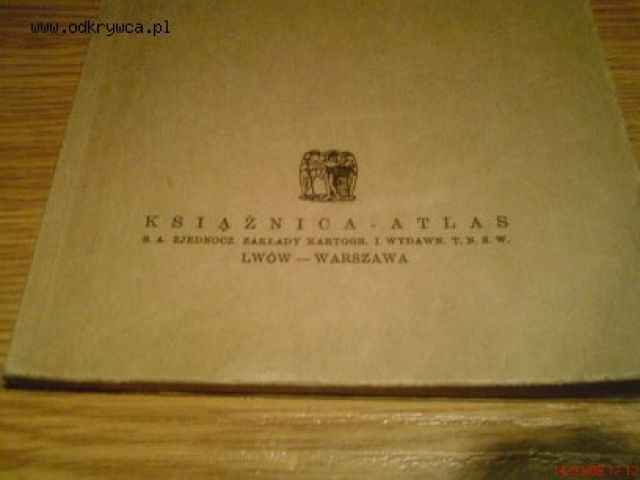 www.odkrywca.pl
KSIĄŻNICA-ATLAS
S. A. ZJEDNOCZ. ZAKŁADY KARTOGR. I WYDAWN. T. N. S. W.
LWÓW — WARSZAWA